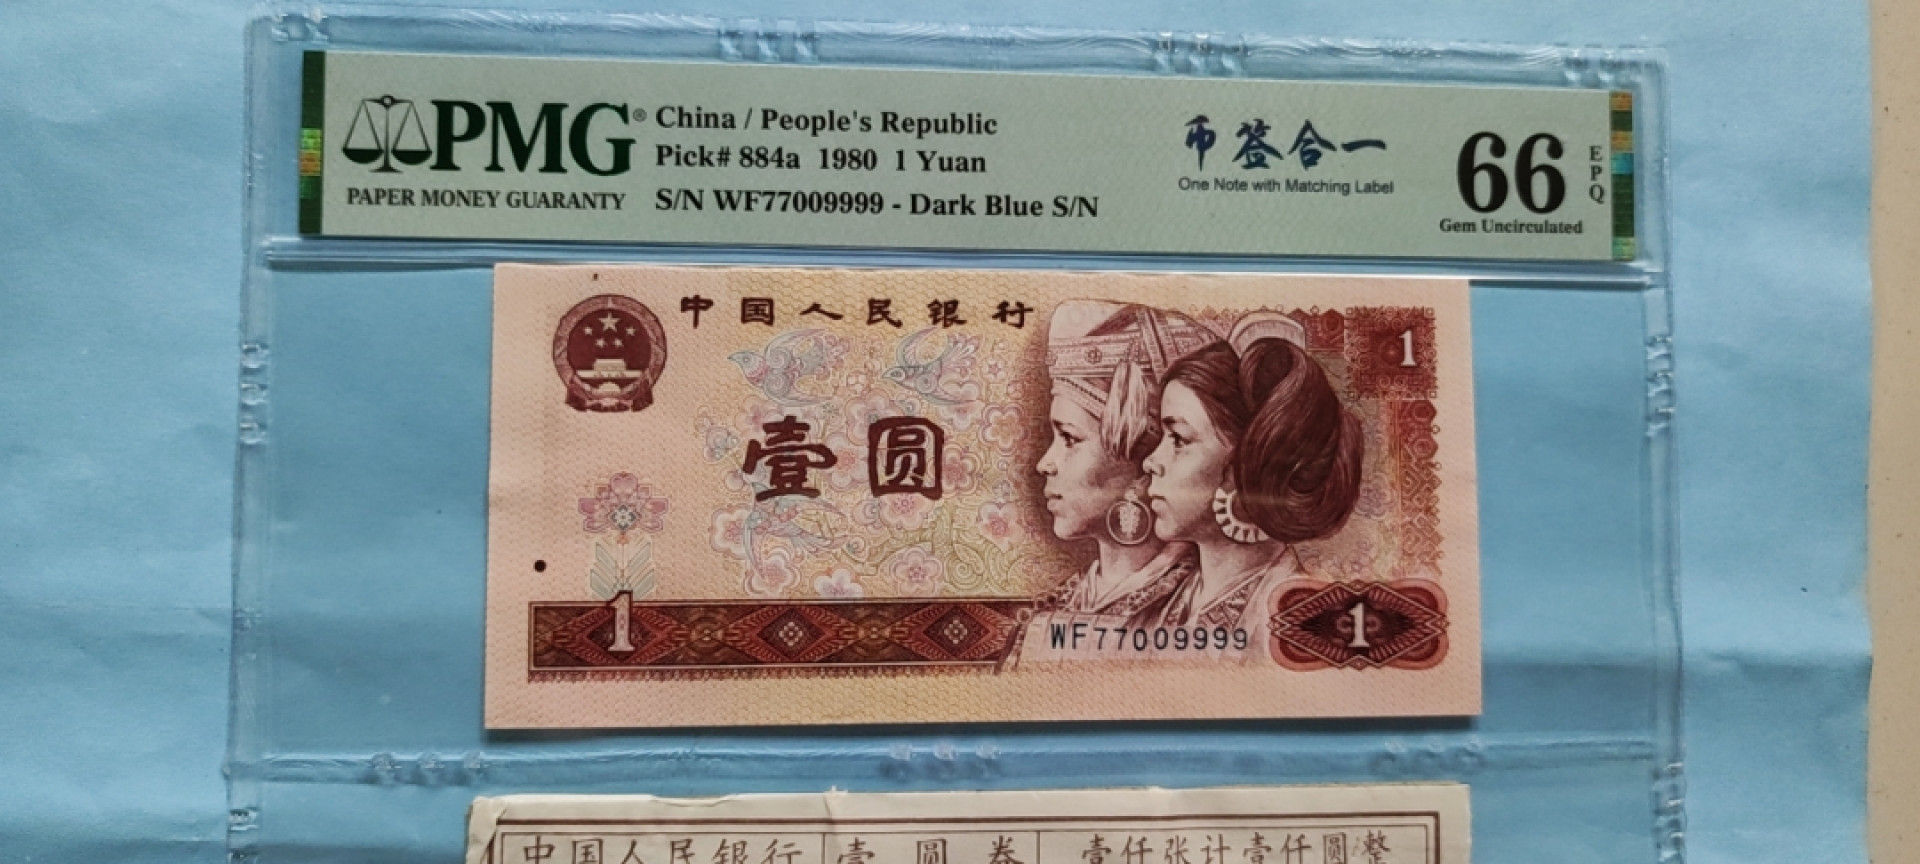 PMG®
PAPER MONEY GUARANTY
China / People's Republic
Pick# 884a 1980 1 Yuan
S/N WF77009999 - Dark Blue S/N
币签合一
One Note with Matching Label
66
EPQ
Gem Uncirculated
中国人民银行
1
壹圆
1
WF77009999
1
中国人民银行 壹圆券 壹仟张计壹仟圆整